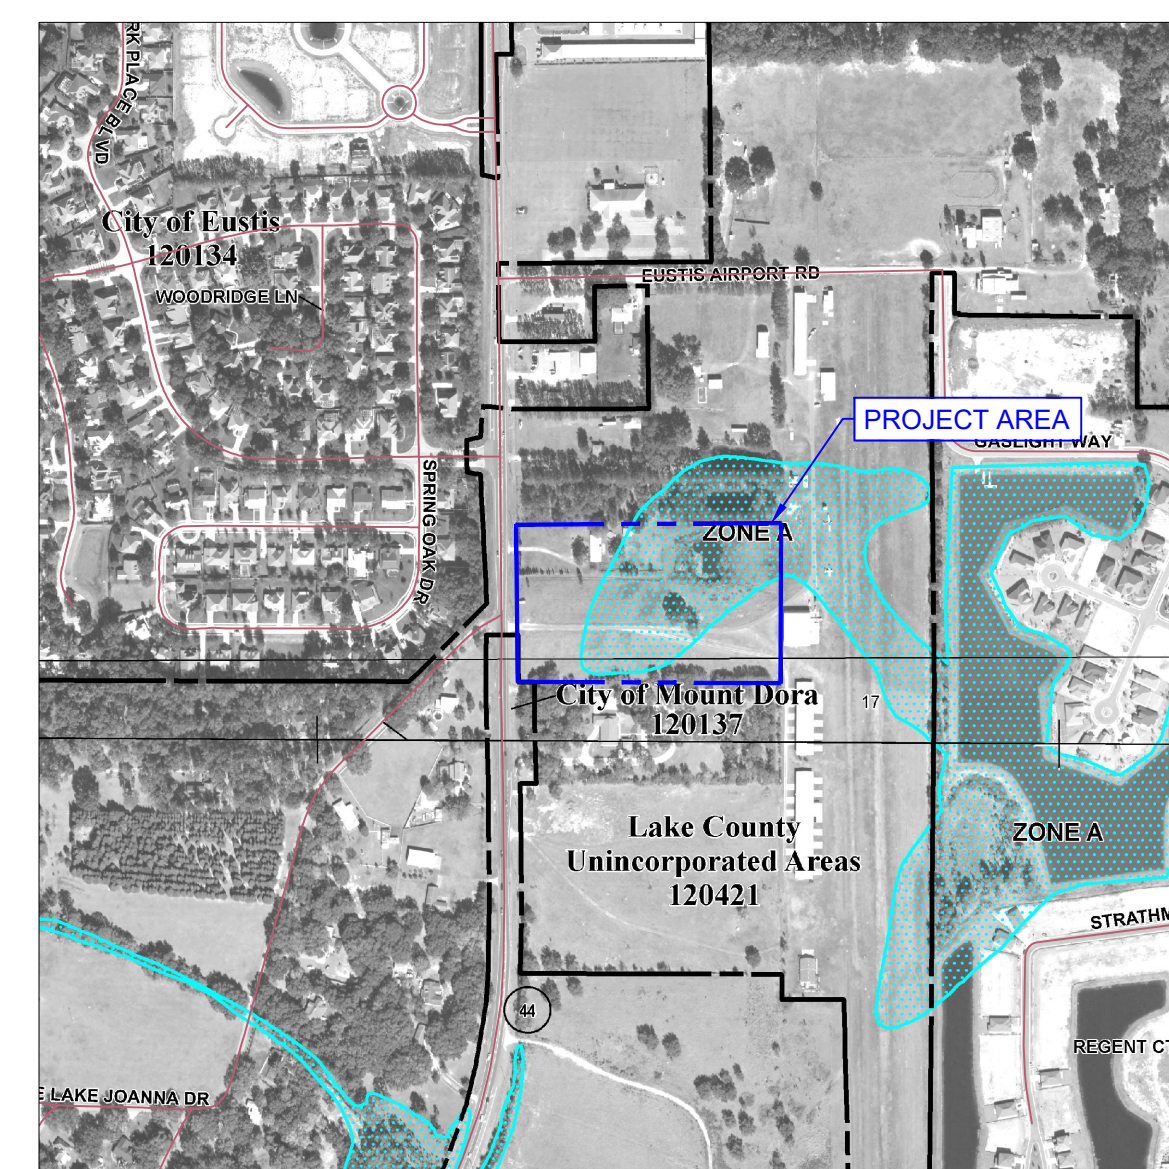 RK PLACE BLVD
City of Eustis
120134
WOODRIDGE LN
EUSTIS AIRPORT RD
PROJECT AREA
GASLIGHT WAY
SPRING OAK DR
ZONE A
City of Mount Dora
120137
17
Lake County
Unincorporated Areas
120421
ZONE A
STRATHM
44
REGENT CT
E LAKE JOANNA DR